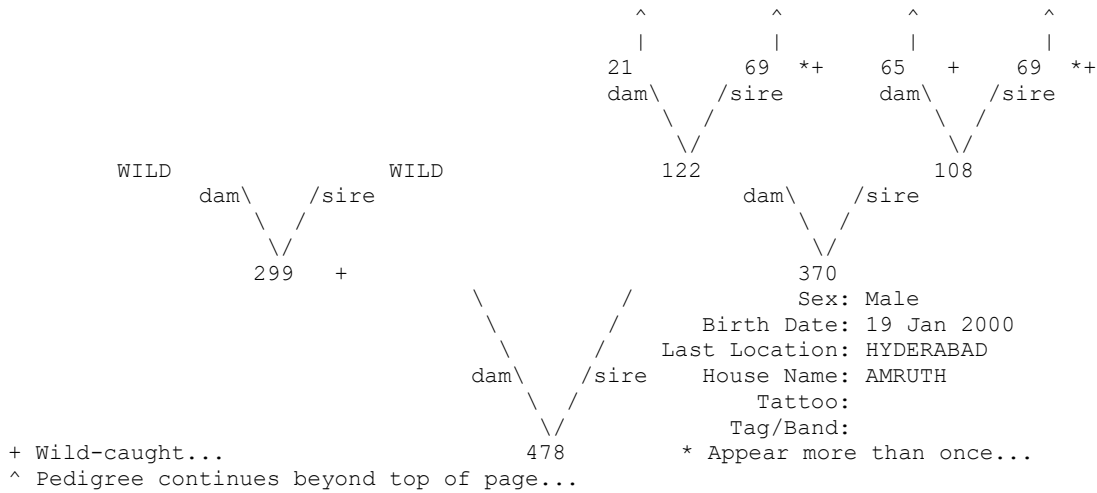 ^ ^ ^ ^
| | | |
21 69 *+ 65 + 69 *+
dam\ /sire dam\ /sire
\ / \ /
\/ \/
WILD WILD 122 108
dam\ /sire dam\ /sire
\ / \ /
\/ \/
299 + 370
\ / Sex: Male
\ / Birth Date: 19 Jan 2000
\ / Last Location: HYDERABAD
dam\ /sire House Name: AMRUTH
\ / Tattoo:
\/ Tag/Band:
+ Wild-caught... 478 * Appear more than once...
^ Pedigree continues beyond top of page...